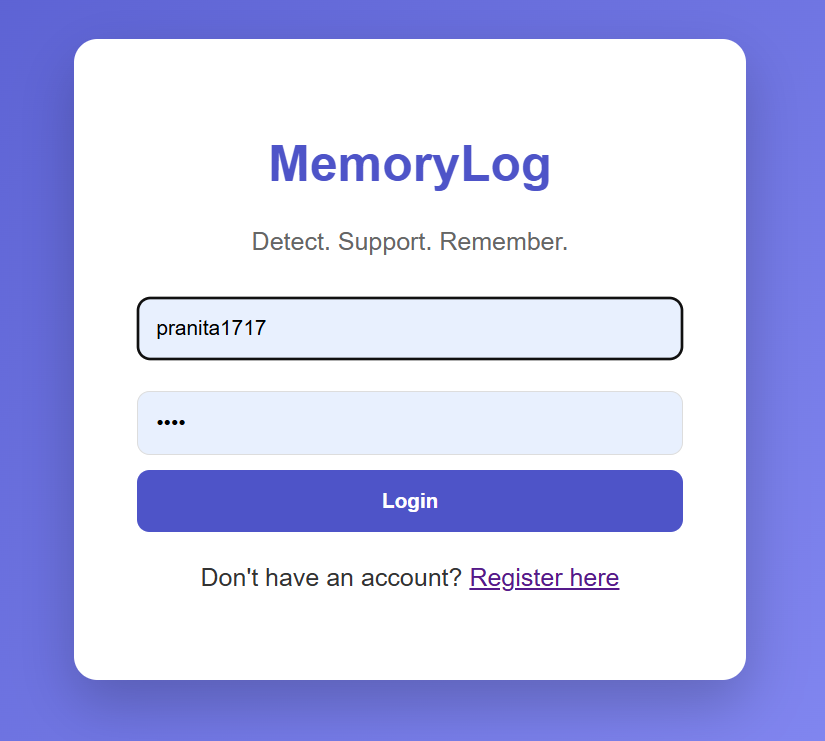 MemoryLog
Detect. Support. Remember.
pranita1717
••••
Login
Don't have an account? Register here